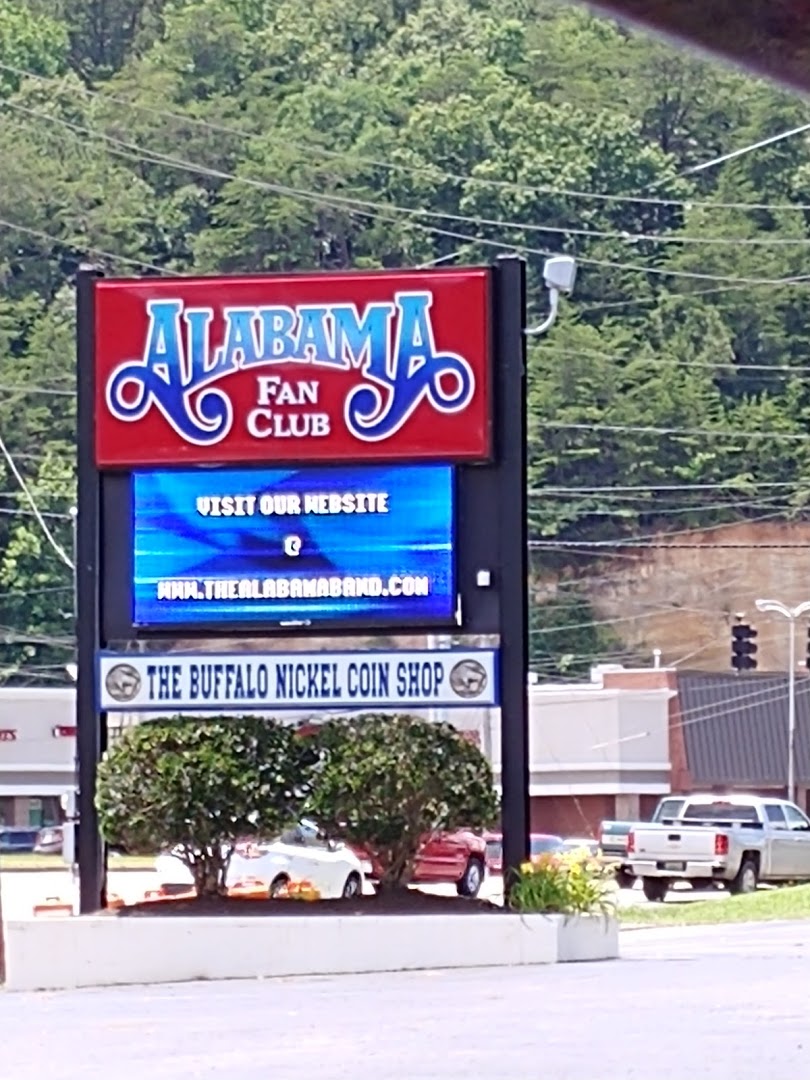 ALABAMA
FAN
CLUB
VISIT OUR WEBSITE
@
WWW.THEALABAMABAND.COM
THE BUFFALO NICKEL COIN SHOP